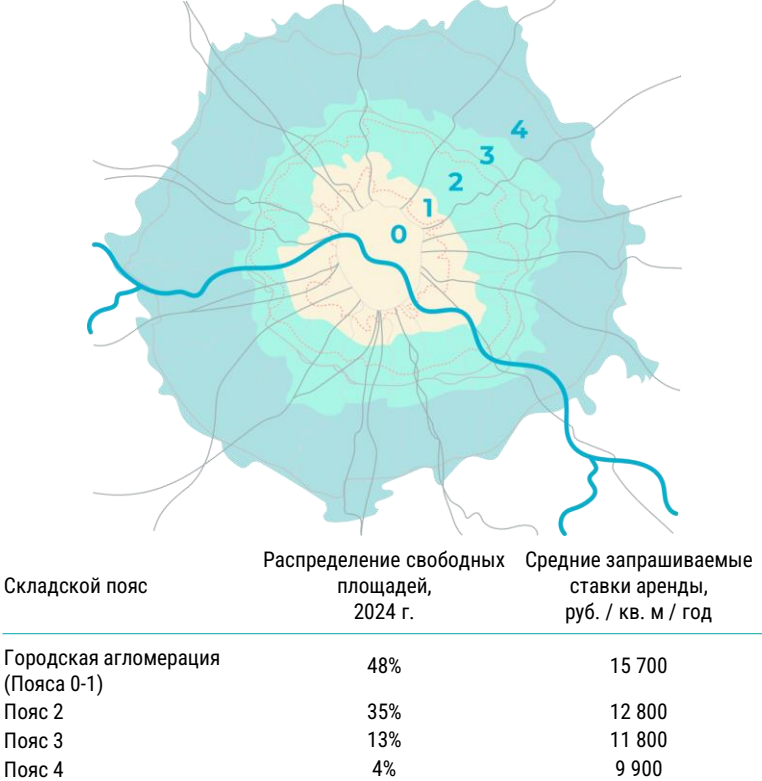 4
3
2
1
0
Складской пояс
Распределение свободных
площадей,
2024 г.
Средние запрашиваемые
ставки аренды,
руб. / кв. м / год
Городская агломерация
(Пояса 0-1)
48%
15 700
Пояс 2
35%
12 800
Пояс 3
13%
11 800
Пояс 4
4%
9 900